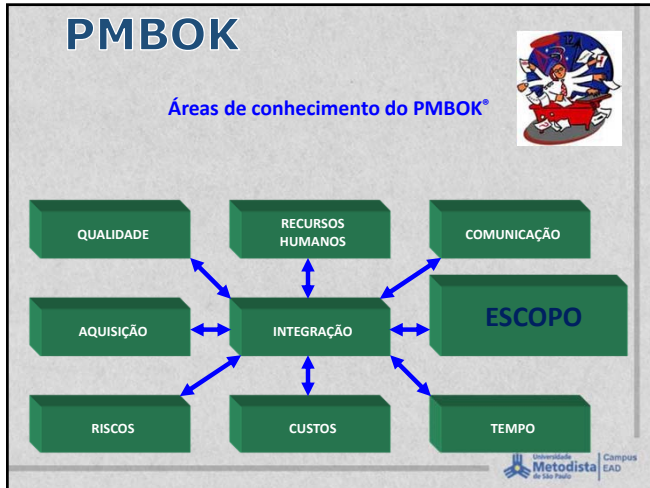 PMBOK
Áreas de conhecimento do PMBOK®
12
QUALIDADE
RECURSOS
HUMANOS
COMUNICAÇÃO
AQUISIÇÃO
INTEGRAÇÃO
ESCOPO
RISCOS
CUSTOS
TEMPO
Universidade
Metodista
de São Paulo
Campus
EAD